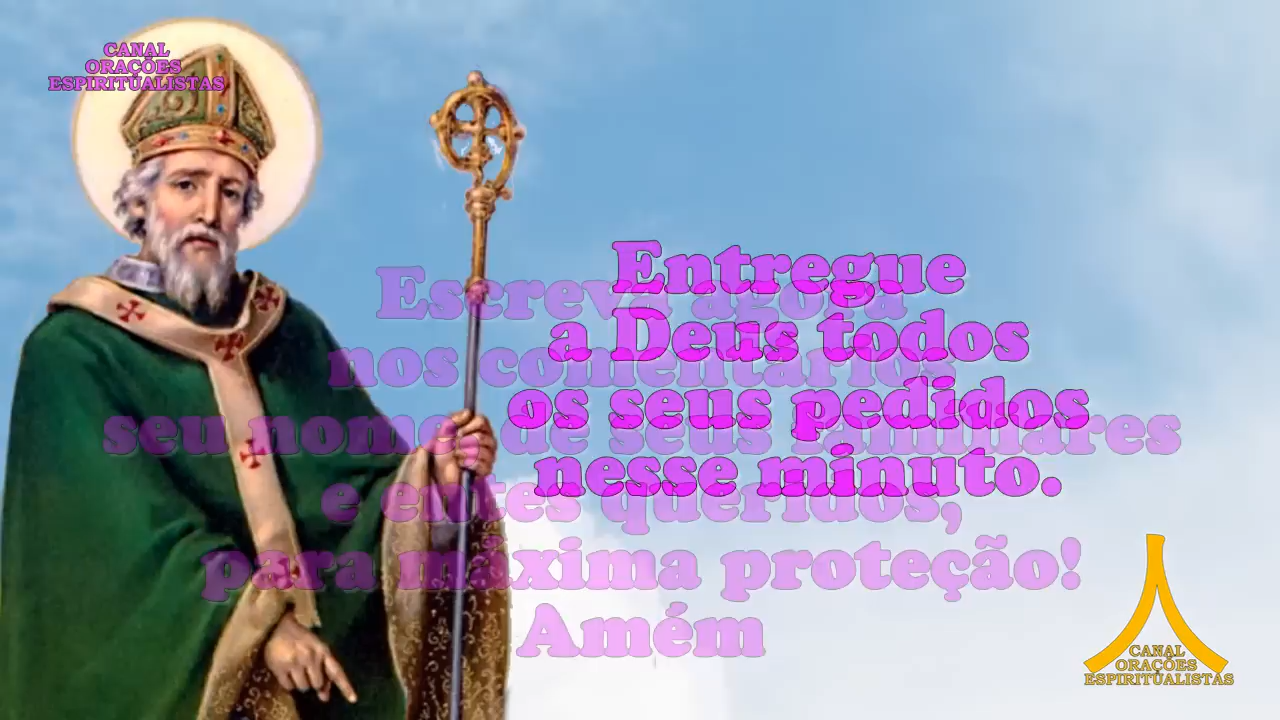 CANAL
ORAÇÕES
ESPIRITUALISTAS
Entregue
a Deus todos
os seus pedidos
nesse minuto.
Escreva agora
nos comentários
seu nome, de seus familiares
e entes queridos,
para máxima proteção!
Amém
CANAL
ORAÇÕES
ESPIRITUALISTAS